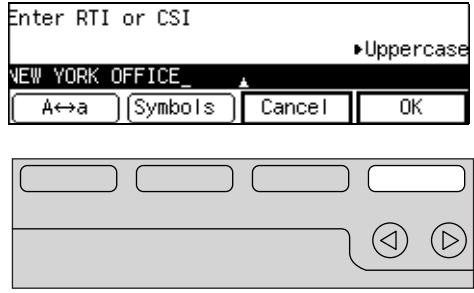 Enter RTI or CSI
▸Uppercase
NEW YORK OFFICE_
A↔a Symbols Cancel OK